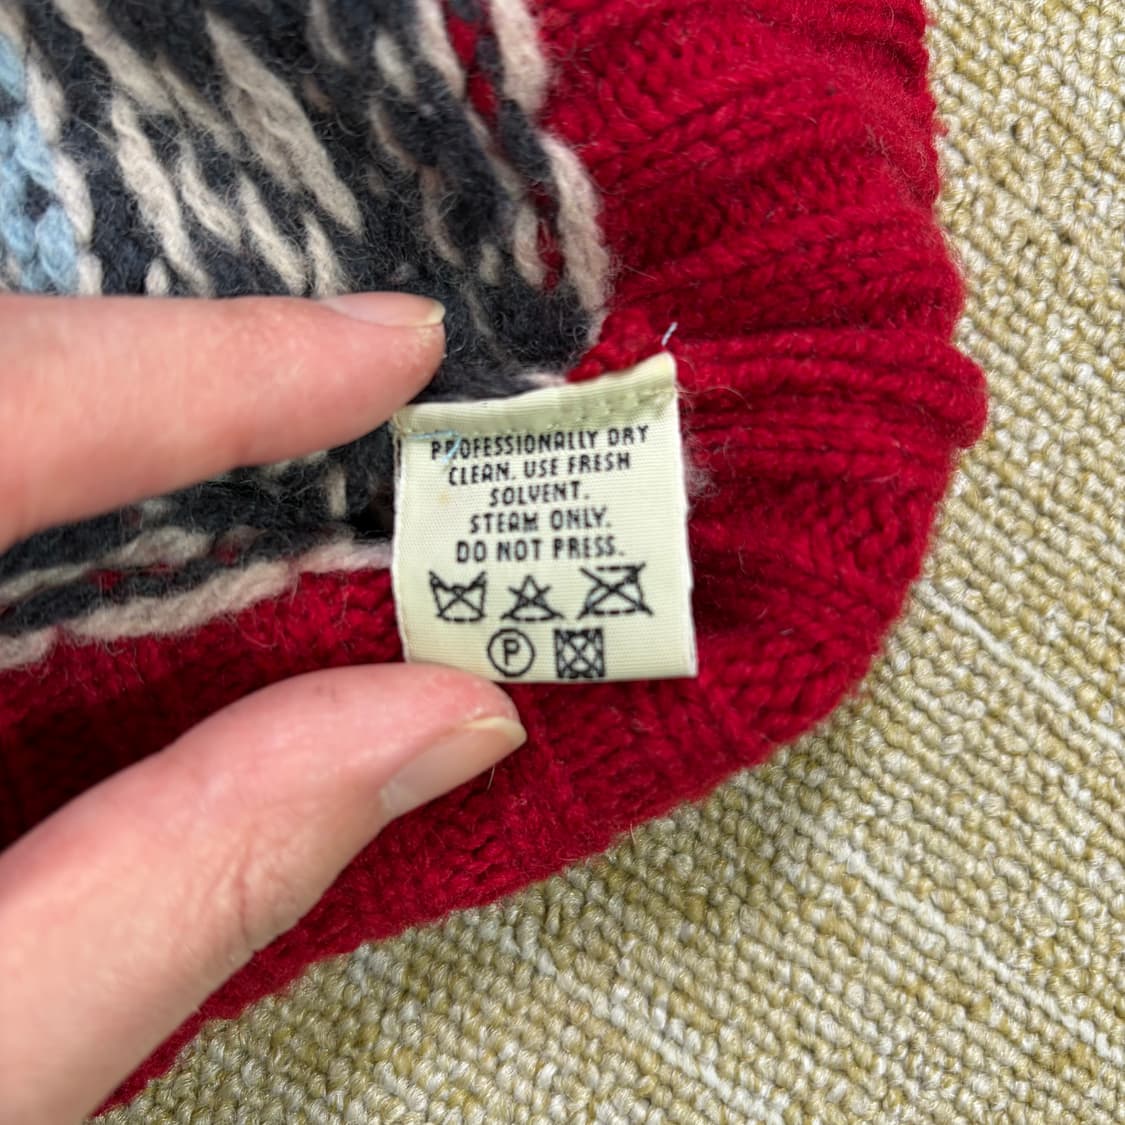 PROFESSIONALLY DRY
CLEAN. USE FRESH
SOLVENT.
STEAM ONLY.
DO NOT PRESS.
P